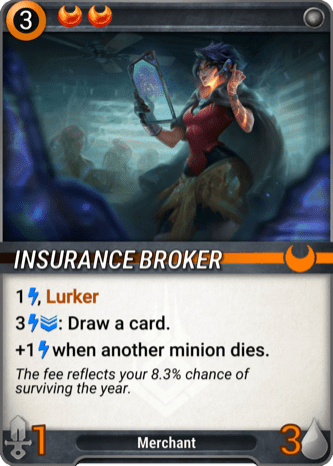 3
INSURANCE BROKER
1, Lurker
3: Draw a card.
+1 when another minion dies.
The fee reflects your 8.3% chance of
surviving the year.
1 Merchant 3